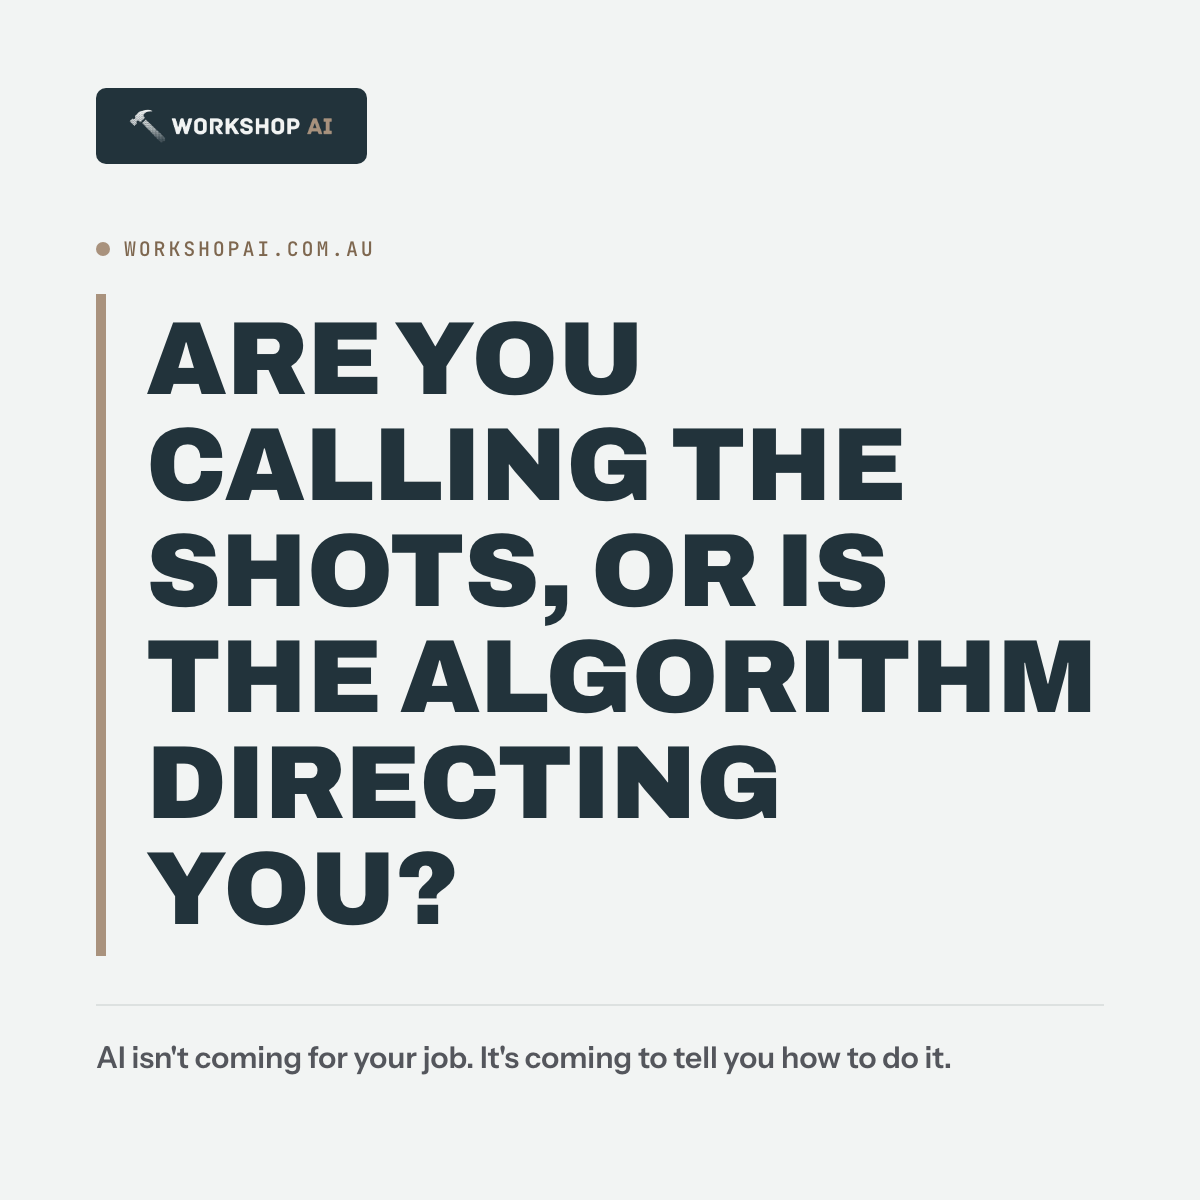 WORKSHOP AI
WORKSHOPAI.COM.AU
ARE YOU
CALLING THE
SHOTS, OR IS
THE ALGORITHM
DIRECTING
YOU?
AI isn't coming for your job. It's coming to tell you how to do it.